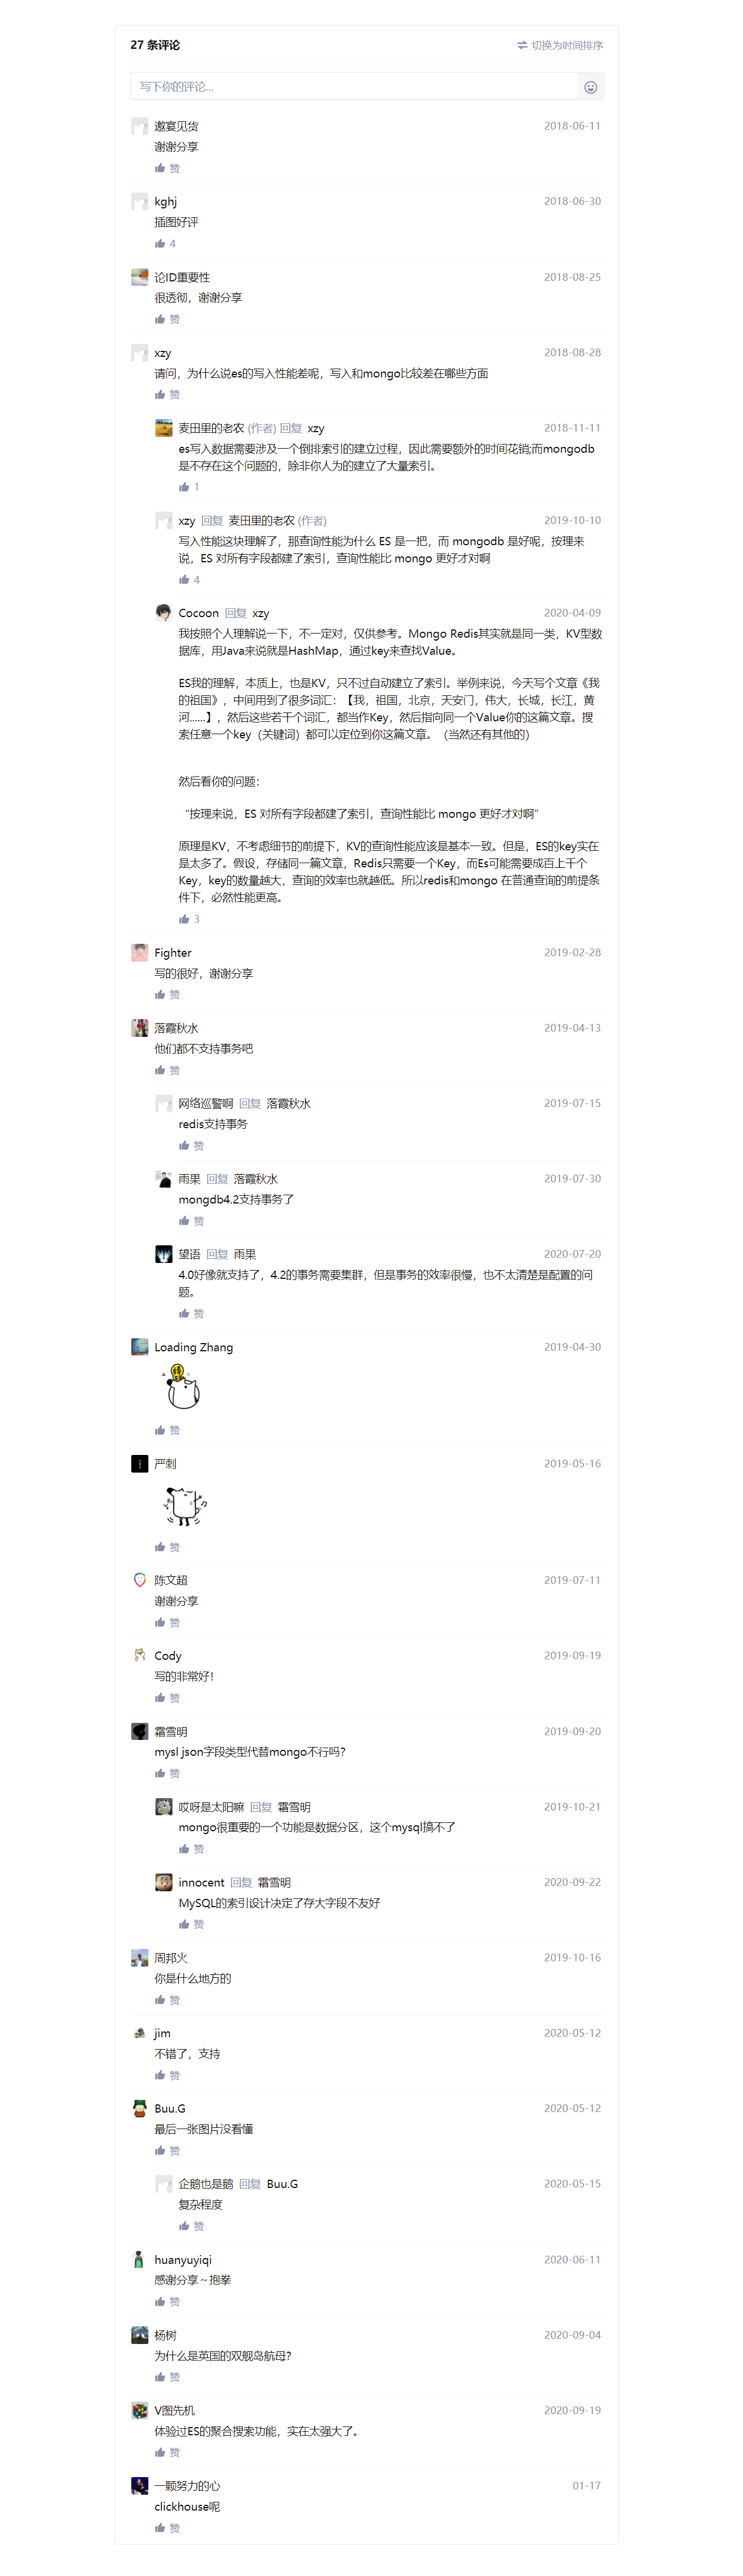 27 条评论
切换为时间排序
写下你的评论...
邀宴见货
2018-06-11
谢谢分享
赞
kghj
2018-06-30
插图好评
4
论ID重要性
2018-08-25
很透彻，谢谢分享
赞
xzy
2018-08-28
请问，为什么说es的写入性能差呢，写入和mongo比较差在哪些方面
赞
麦田里的老农 (作者) 回复 xzy
2018-11-11
es写入数据需要涉及一个倒排索引的建立过程，因此需要额外的时间花销;而mongodb
是不存在这个问题的，除非你人为的建立了大量索引。
1
xzy 回复 麦田里的老农 (作者)
2019-10-10
写入性能这块理解了，那查询性能为什么 ES 是一把，而 mongodb 是好呢，按理来
说，ES 对所有字段都建了索引，查询性能比 mongo 更好才对啊
4
Cocoon 回复 xzy
2020-04-09
我按照个人理解说一下，不一定对，仅供参考。Mongo Redis其实就是同一类，KV型数
据库，用Java来说就是HashMap，通过key来查找Value。
ES我的理解，本质上。也是KV，只不过自动建立了索引。举例来说，今天写个文章《我
的祖国》，中间用到了很多词汇：【我，祖国，北京，天安门，伟大，长城，长江，黄
河......】，然后这些若干个词汇，都当作Key，然后指向同一个Value你的这篇文章。搜
索任意一个key（关键词）都可以定位到你这篇文章。（当然还有其他的）
然后看你的问题：
“按理来说，ES 对所有字段都建了索引，查询性能比 mongo 更好才对啊”
原理是KV，不考虑细节的前提下，KV的查询性能应该是基本一致。但是，ES的key实在
是太多了。假设，存储同一篇文章，Redis只需要一个Key，而Es可能需要成百上千个
Key，key的数量越大，查询的效率也就越低。所以redis和mongo 在普通查询的前提条
件下，必然性能更高。
3
Fighter
2019-02-28
写的很好，谢谢分享
赞
落霞秋水
2019-04-13
他们都不支持事务吧
赞
网络巡警啊 回复 落霞秋水
2019-07-15
redis支持事务
赞
雨果 回复 落霞秋水
2019-07-30
mongdb4.2支持事务了
赞
望语 回复 雨果
2020-07-20
4.0好像就支持了，4.2的事务需要集群，但是事务的效率很慢，也不太清楚是配置的问
题。
赞
Loading Zhang
2019-04-30
赞
严刺
2019-05-16
赞
陈文超
2019-07-11
谢谢分享
赞
Cody
2019-09-19
写的非常好！
赞
霜雪明
2019-09-20
mysl json字段类型代替mongo不行吗？
赞
哎呀是太阳嘛 回复 霜雪明
2019-10-21
mongo很重要的一个功能是数据分区，这个mysql搞不了
赞
innocent 回复 霜雪明
2020-09-22
MySQL的索引设计决定了存大字段不友好
赞
周邦火
2019-10-16
你是什么地方的
赞
jim
2020-05-12
不错了，支持
赞
Buu.G
2020-05-12
最后一张图片没看懂
赞
企鹅也是鹅 回复 Buu.G
2020-05-15
复杂程度
赞
huanyuyiqi
2020-06-11
感谢分享～抱拳
赞
杨树
2020-09-04
为什么是英国的双舰岛航母？
赞
V图先机
2020-09-19
体验过ES的聚合搜索功能，实在太强大了。
赞
一颗努力的心
01-17
clickhouse呢
赞